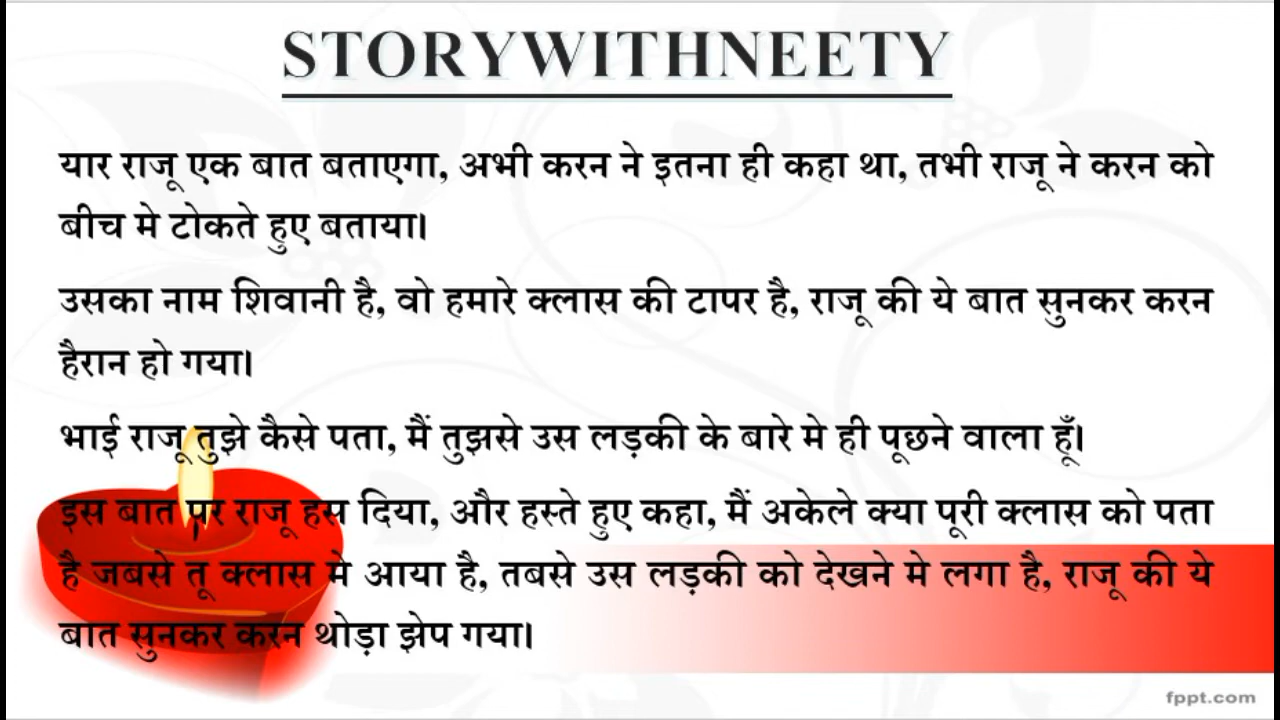 STORYWITHNEETY
यार राजू एक बात बताएगा, अभी करन ने इतना ही कहा था, तभी राजू ने करन को
बीच मे टोकते हुए बताया।
उसका नाम शिवानी है, वो हमारे क्लास की टापर है, राजू की ये बात सुनकर करन
हैरान हो गया।
भाई राजू तुझे कैसे पता, मैं तुझसे उस लड़की के बारे मे ही पूछने वाला हूँ।
इस बात पर राजू हस दिया, और हस्ते हुए कहा, मैं अकेले क्या पूरी क्लास को पता
है जबसे तू क्लास मे आया है, तबसे उस लड़की को देखने मे लगा है, राजू की ये
बात सुनकर करन थोड़ा झेप गया।
fppt.com